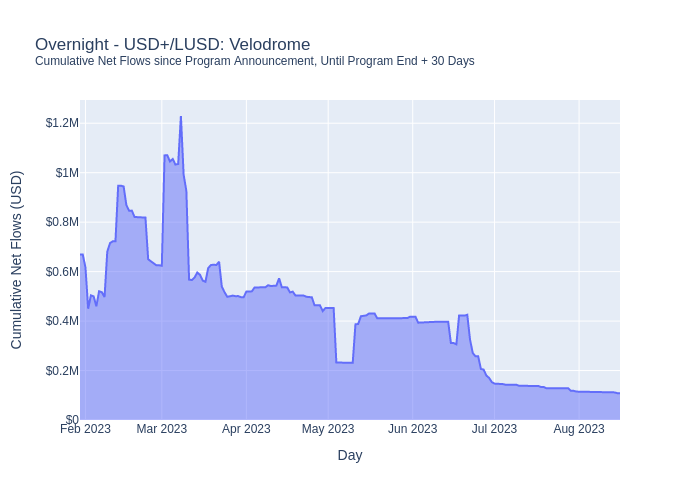 Overnight - USD+/LUSD: Velodrome
Cumulative Net Flows since Program Announcement, Until Program End + 30 Days
Cumulative Net Flows (USD)
$1.2M
$1M
$0.8M
$0.6M
$0.4M
$0.2M
$0
Feb 2023 Mar 2023 Apr 2023 May 2023 Jun 2023 Jul 2023 Aug 2023
Day